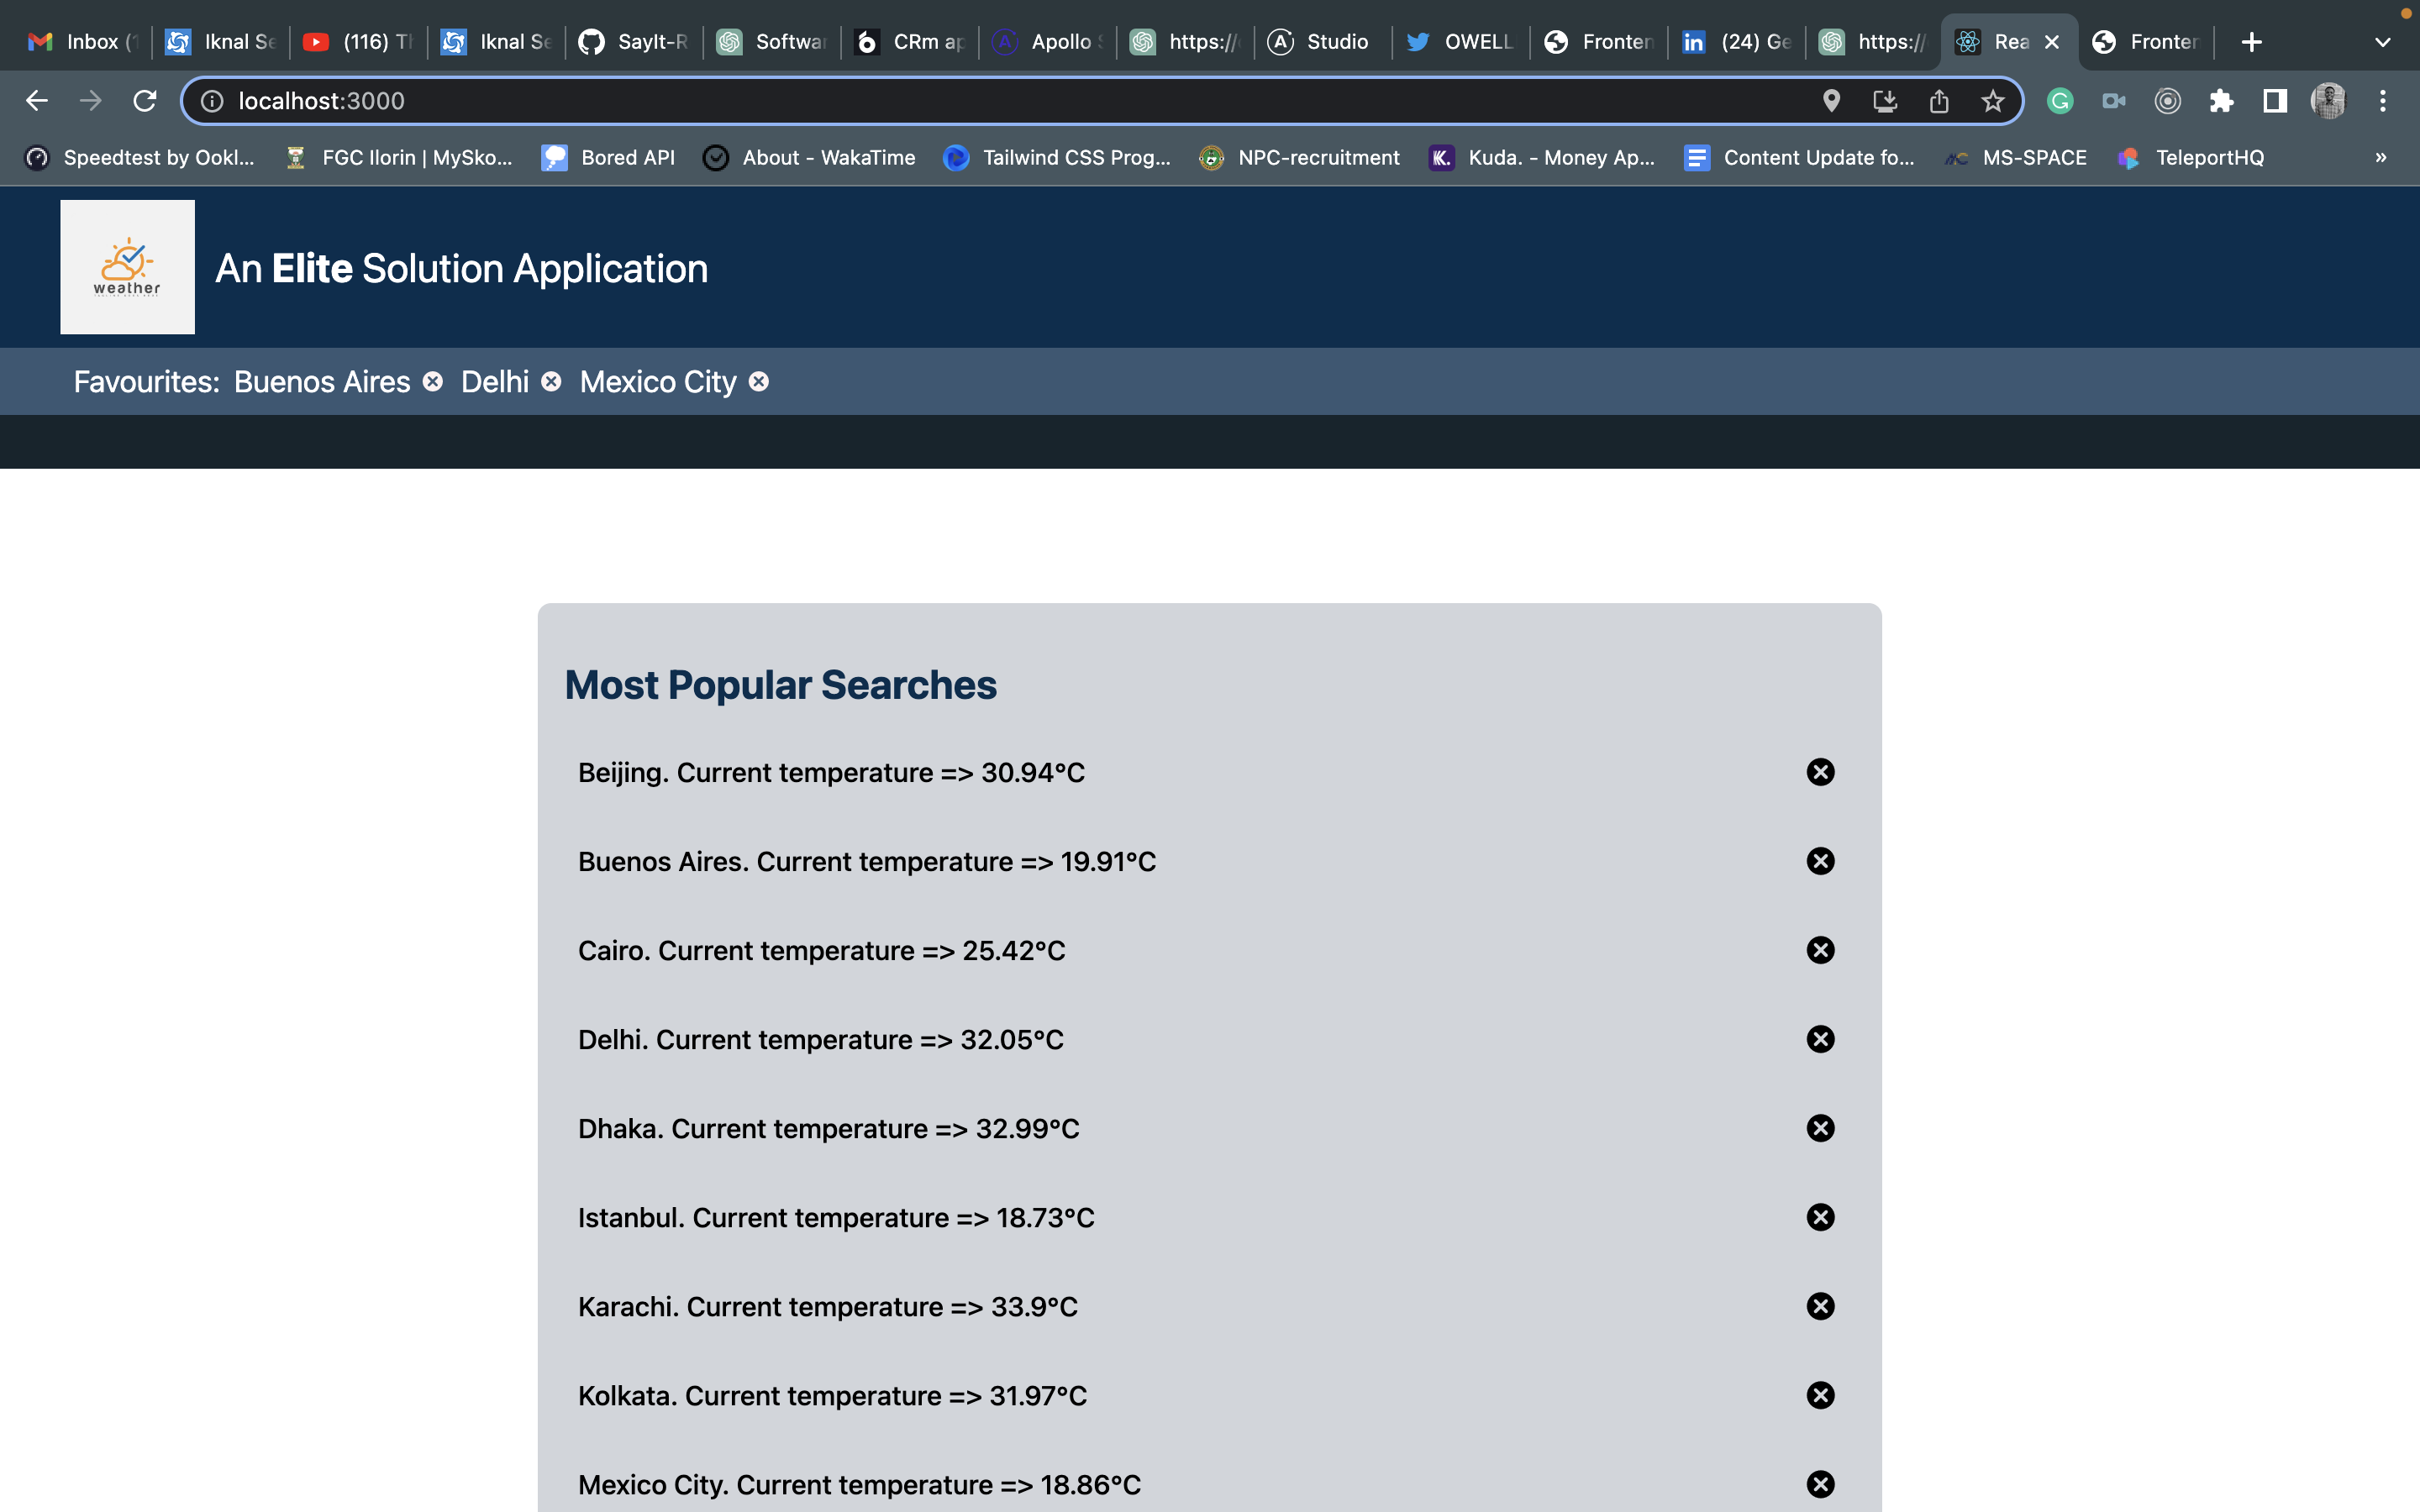 Inbox (1 Iknal Se (116) Th Iknal Se SayIt-R Softwar CRm ap Apollo S https:// Studio OWELL Fronten (24) Ge https:// Rea Fronten
localhost:3000
Speedtest by Ookl... FGC Ilorin | MySko... Bored API About - WakaTime Tailwind CSS Prog... NPC-recruitment Kuda. - Money Ap... Content Update fo... MS-SPACE TeleportHQ »
weather
An Elite Solution Application
Favourites: Buenos Aires Delhi Mexico City
Most Popular Searches
Beijing. Current temperature => 30.94°C
Buenos Aires. Current temperature => 19.91°C
Cairo. Current temperature => 25.42°C
Delhi. Current temperature => 32.05°C
Dhaka. Current temperature => 32.99°C
Istanbul. Current temperature => 18.73°C
Karachi. Current temperature => 33.9°C
Kolkata. Current temperature => 31.97°C
Mexico City. Current temperature => 18.86°C